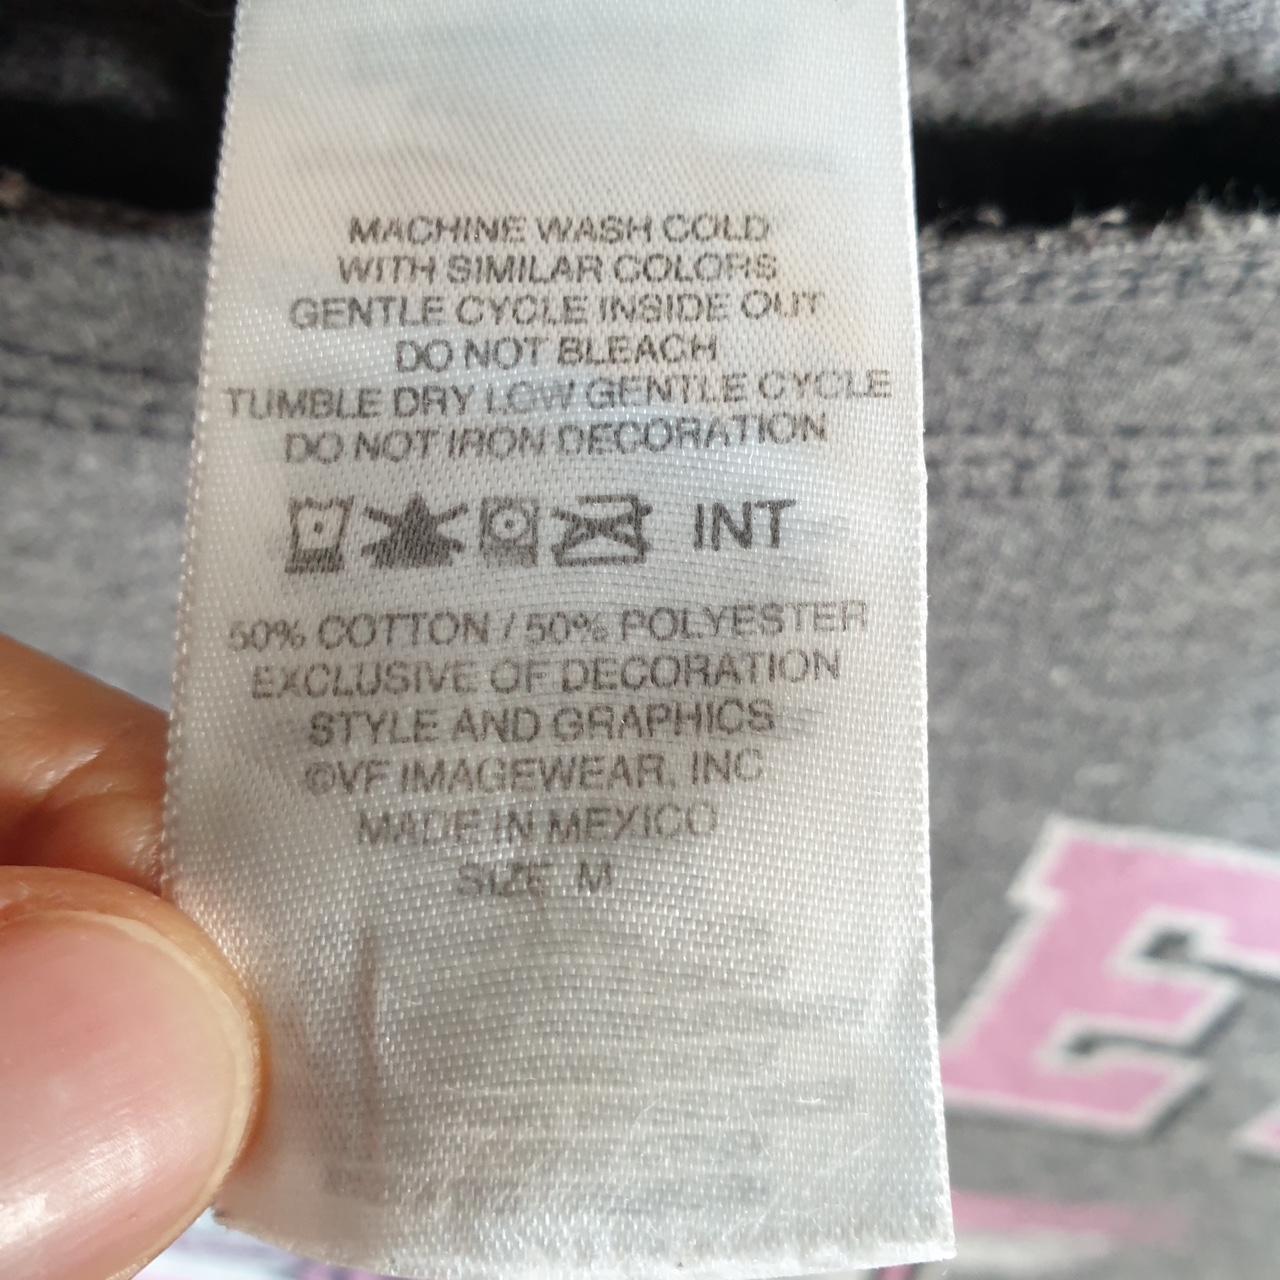 MACHINE WASH COLD
WITH SIMILAR COLORS
GENTLE CYCLE INSIDE OUT
DO NOT BLEACH
TUMBLE DRY LOW GENTLE CYCLE
DO NOT IRON DECORATION
INT
50% COTTON / 50% POLYESTER
EXCLUSIVE OF DECORATION
STYLE AND GRAPHICS
©VF IMAGEWEAR, INC
MADE IN MEXICO
SIZE M
E